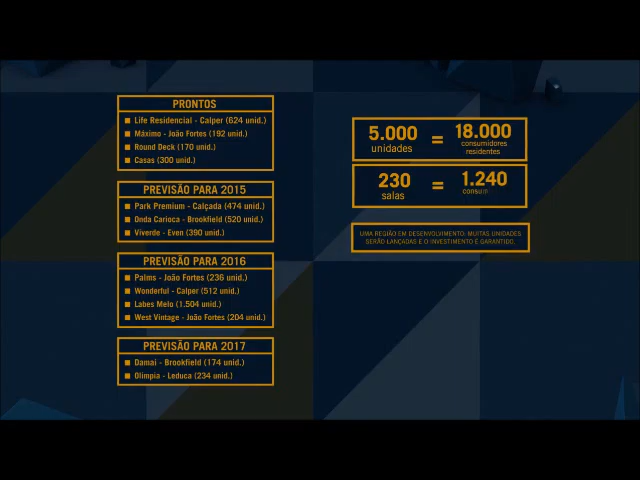 PRONTOS
Life Residencial - Calper (624 unid.)
Máximo - João Fortes (192 unid.)
Round Deck (170 unid.)
Casas (300 unid.)
PREVISÃO PARA 2015
Park Premium - Calçada (474 unid.)
Onda Carioca - Brookfield (520 unid.)
Viverde - Even (390 unid.)
PREVISÃO PARA 2016
Palms - João Fortes (236 unid.)
Wonderful - Calper (512 unid.)
Labes Melo (1.504 unid.)
West Vintage - João Fortes (204 unid.)
PREVISÃO PARA 2017
Damai - Brookfield (174 unid.)
Olimpia - Leduca (234 unid.)
5.000 = 18.000
unidades consumidores
residentes
230 = 1.240
salas consum
UMA REGIÃO EM DESENVOLVIMENTO. MUITAS UNIDADES
SERÃO LANÇADAS E O INVESTIMENTO É GARANTIDO.